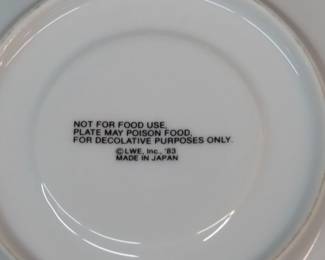 NOT FOR FOOD USE.
PLATE MAY POISON FOOD.
FOR DECOLATIVE PURPOSES ONLY.
©LWE, Inc., '83
MADE IN JAPAN